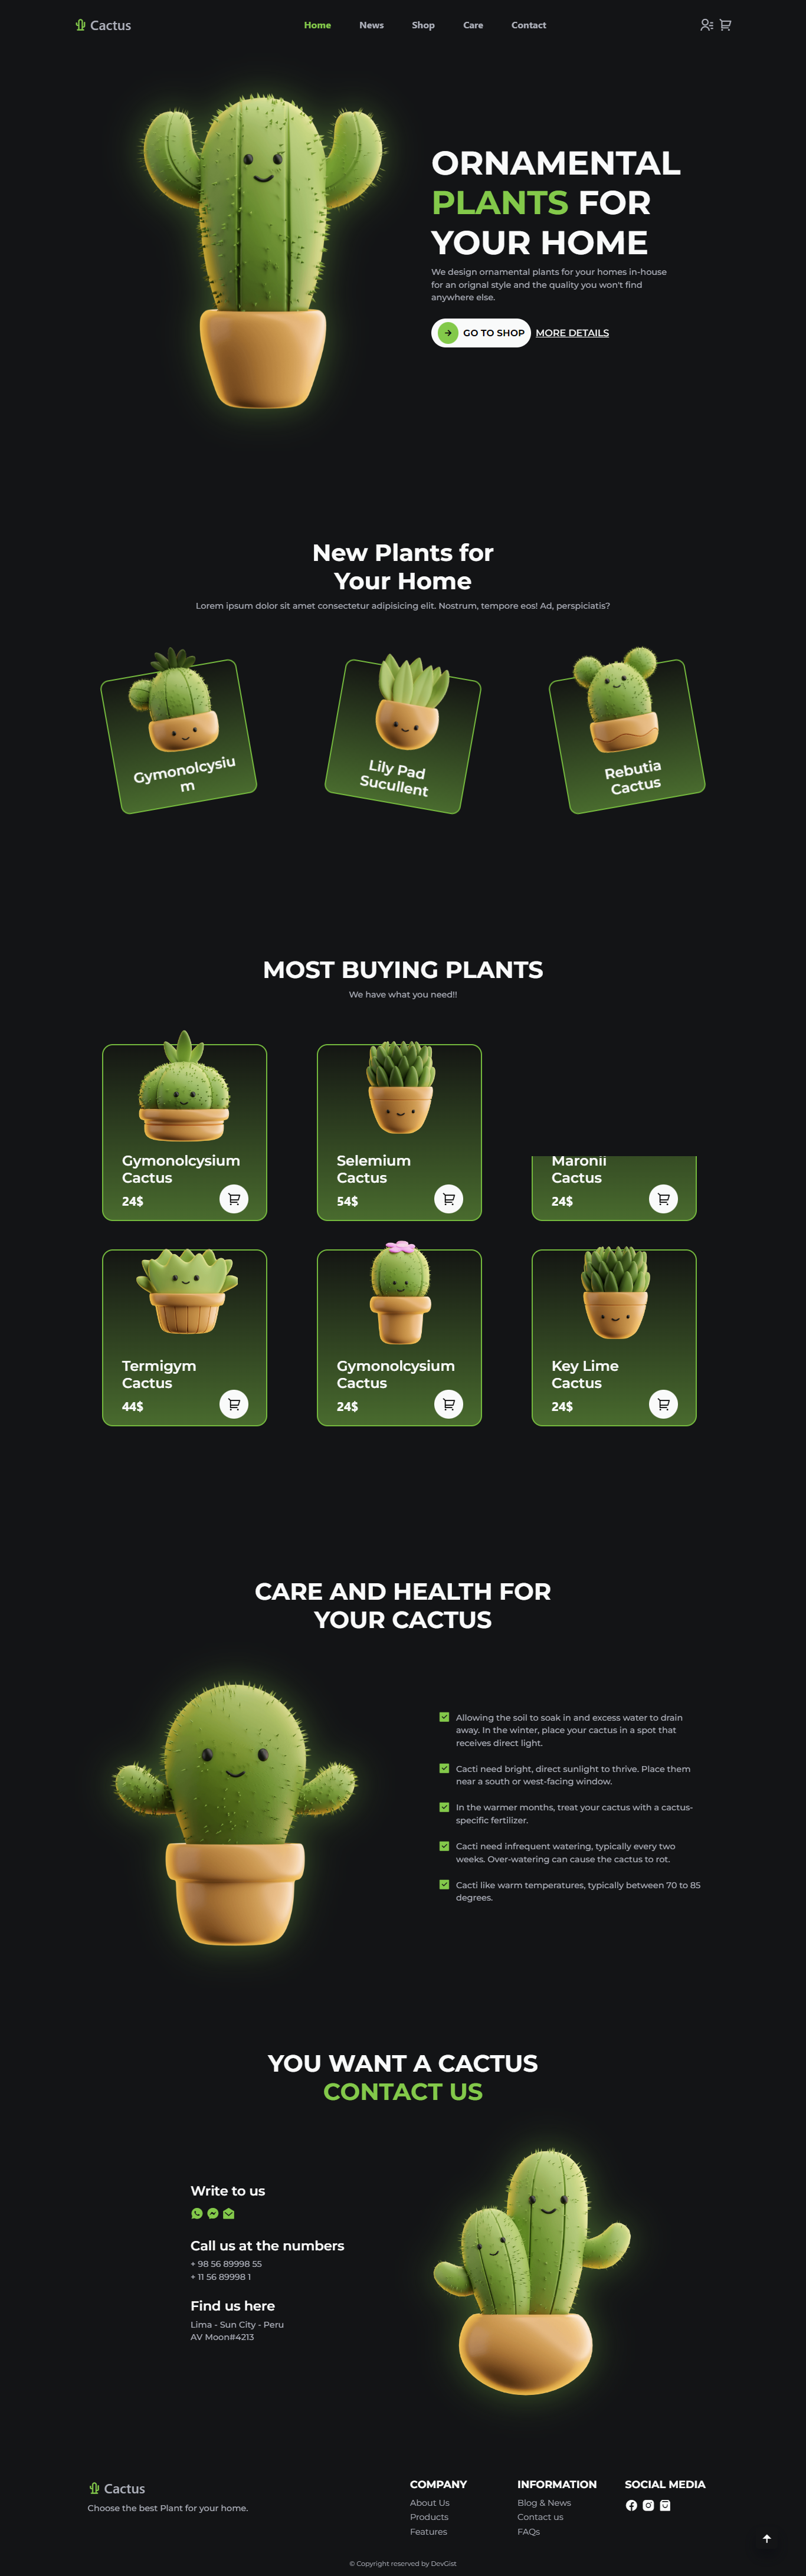 Cactus
Home News Shop Care Contact
ORNAMENTAL
PLANTS FOR
YOUR HOME
We design ornamental plants for your homes in-house
for an orignal style and the quality you won't find
anywhere else.
GO TO SHOP MORE DETAILS
New Plants for
Your Home
Lorem ipsum dolor sit amet consectetur adipisicing elit. Nostrum, tempore eos! Ad, perspiciatis?
Gymonolcysiu
m
Lily Pad
Sucullent
Rebutia
Cactus
MOST BUYING PLANTS
We have what you need!!
Gymonolcysium
Cactus
24$
Selemium
Cactus
54$
Maronii
Cactus
24$
Termigym
Cactus
44$
Gymonolcysium
Cactus
24$
Key Lime
Cactus
24$
CARE AND HEALTH FOR
YOUR CACTUS
Allowing the soil to soak in and excess water to drain
away. In the winter, place your cactus in a spot that
receives direct light.
Cacti need bright, direct sunlight to thrive. Place them
near a south or west-facing window.
In the warmer months, treat your cactus with a cactus-
specific fertilizer.
Cacti need infrequent watering, typically every two
weeks. Over-watering can cause the cactus to rot.
Cacti like warm temperatures, typically between 70 to 85
degrees.
YOU WANT A CACTUS
CONTACT US
Write to us
Call us at the numbers
+ 98 56 89998 55
+ 11 56 89998 1
Find us here
Lima - Sun City - Peru
AV Moon#4213
Cactus
Choose the best Plant for your home.
COMPANY
About Us
Products
Features
INFORMATION
Blog & News
Contact us
FAQs
SOCIAL MEDIA
© Copyright reserved by DevGist